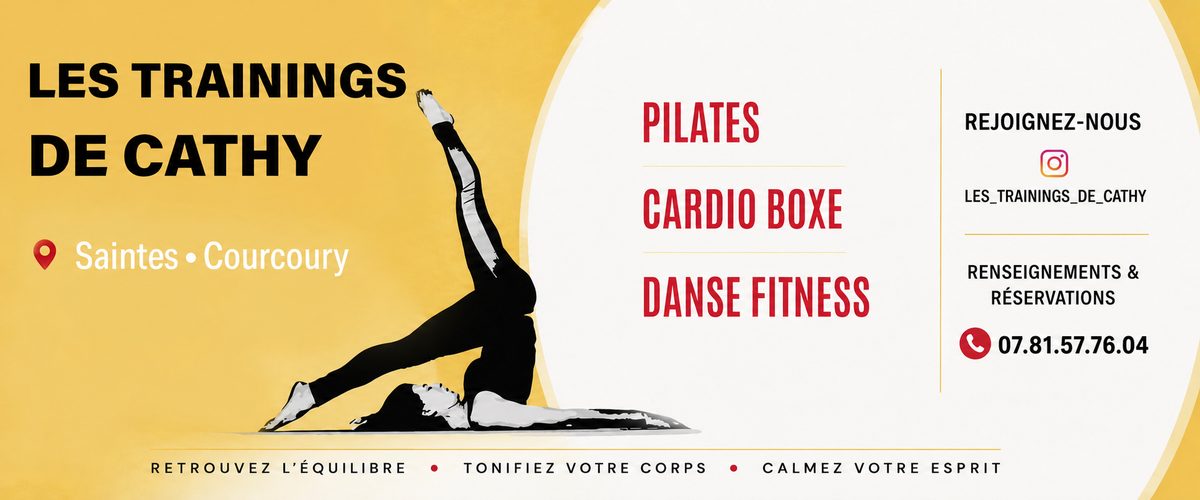 LES TRAININGS
DE CATHY
Saintes • Courcoury
PILATES
CARDIO BOXE
DANSE FITNESS
REJOIGNEZ-NOUS
LES_TRAININGS_DE_CATHY
RENSEIGNEMENTS &
RÉSERVATIONS
07.81.57.76.04
RETROUVEZ L'ÉQUILIBRE • TONIFIEZ VOTRE CORPS • CALMEZ VOTRE ESPRIT